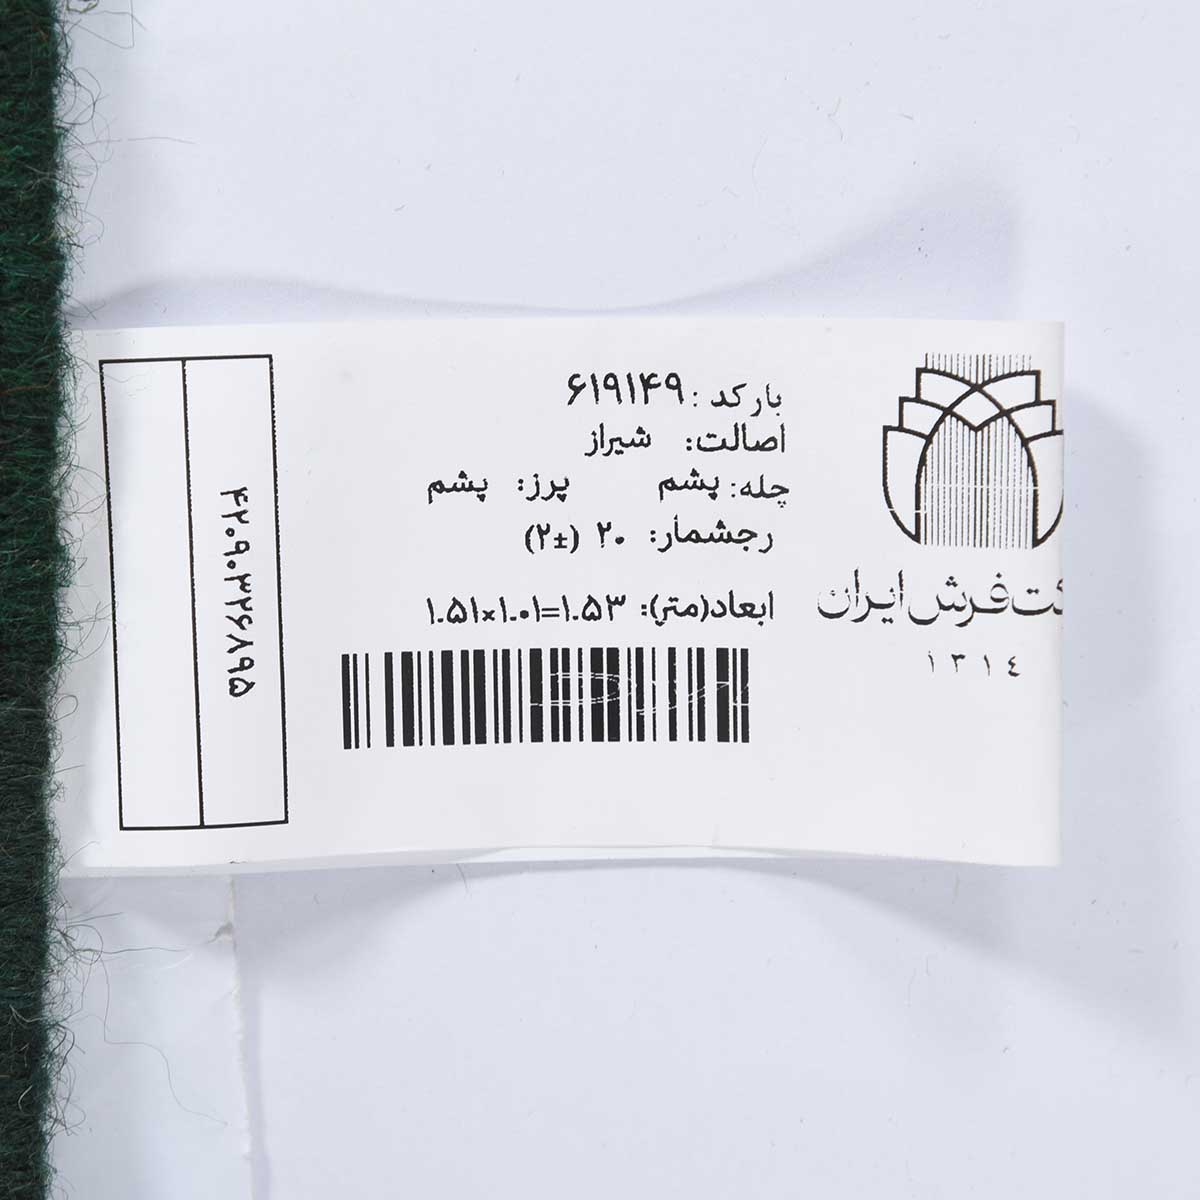 بارکد: ۶۱۹۱۴۹
اصالت: شیراز
چله: پشم پرز: پشم
رجشمار: ۲۰ (±۲)
ابعاد(متر): ۱.۵۳=۱.۰۱×۱.۵۱
فرش ایران
۱۳۱٤
۴۲۰۹۰۳۲۶۸۹۵